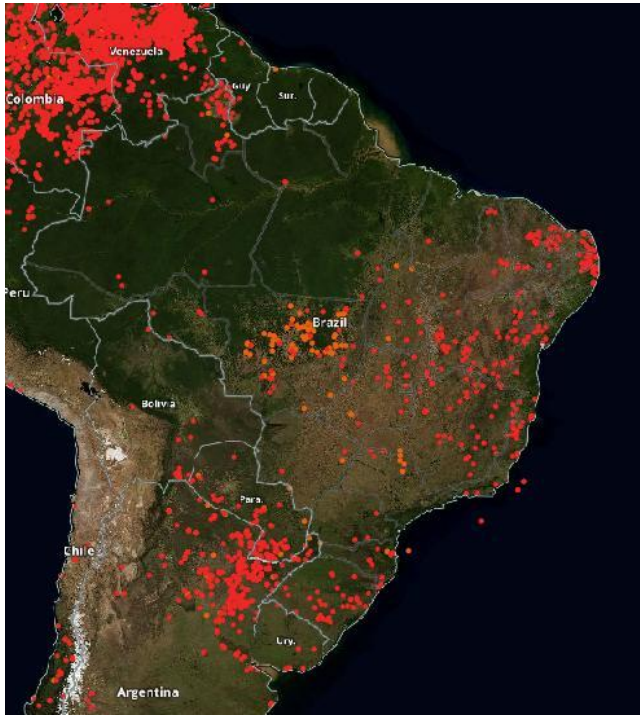 Venezuela
Colombia
Guy
Sur.
Peru
Brazil
Bolivia
Para.
Chile
Ury.
Argentina